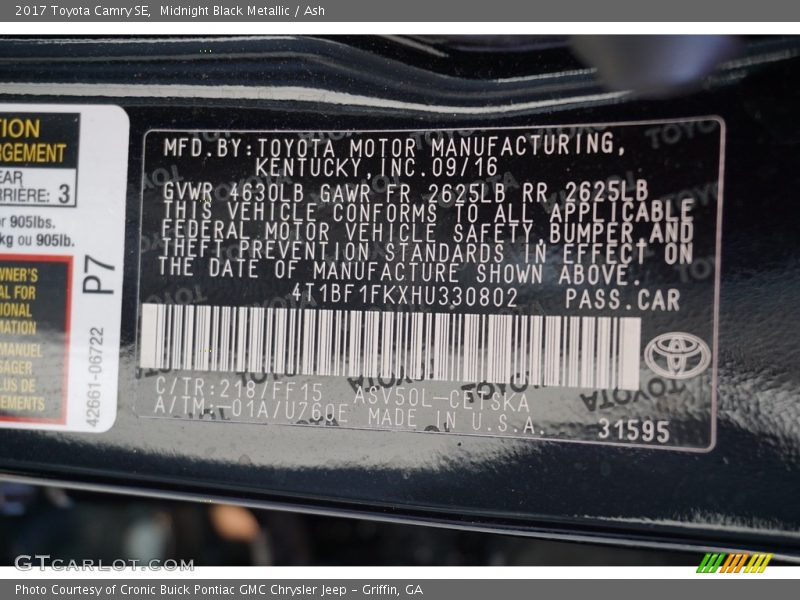 2017 Toyota Camry SE,  Midnight Black Metallic / Ash
TION
RGEMENT
EAR
RRIÈRE: 3
or 905lbs.
kg ou 905lb.
WNER'S
AL FOR
IONAL
MATION
MANUEL
SAGER
LUS DE
EMENTS
P7
42661-06722
MFD. BY:TOYOTA MOTOR MANUFACTURING,
KENTUCKY, INC. 09/16
GVWR 4630LB GAWR FR 2625LB RR 2625LB
THIS VEHICLE CONFORMS TO ALL APPLICABLE
FEDERAL MOTOR VEHICLE SAFETY, BUMPER, AND
THEFT PREVENTION STANDARDS IN EFFECT ON
THE DATE OF MANUFACTURE SHOWN ABOVE.
4T1BF1FKXHU330802 PASS.CAR
C/TR:218/FF15 ASV50L-CETSKA
A/TM:-01A/U760E MADE IN U.S.A.
31595
GTCARLOT.COM
Photo Courtesy of Cronic Buick Pontiac GMC Chrysler Jeep - Griffin, GA